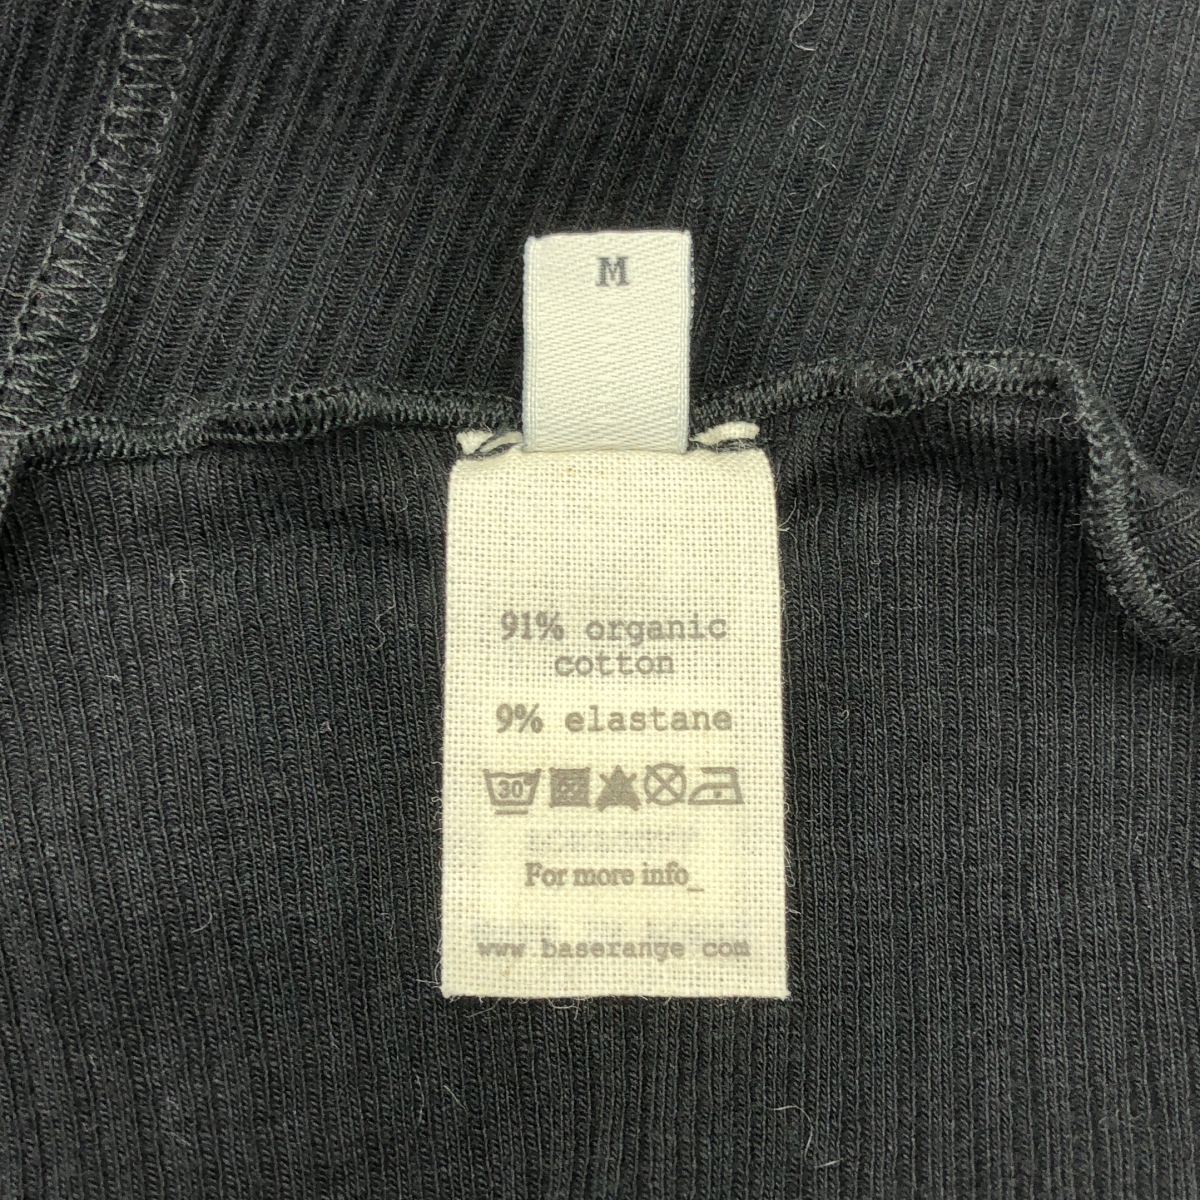 M
91% organic
cotton
9% elastane
30
For more info_
www baserange com